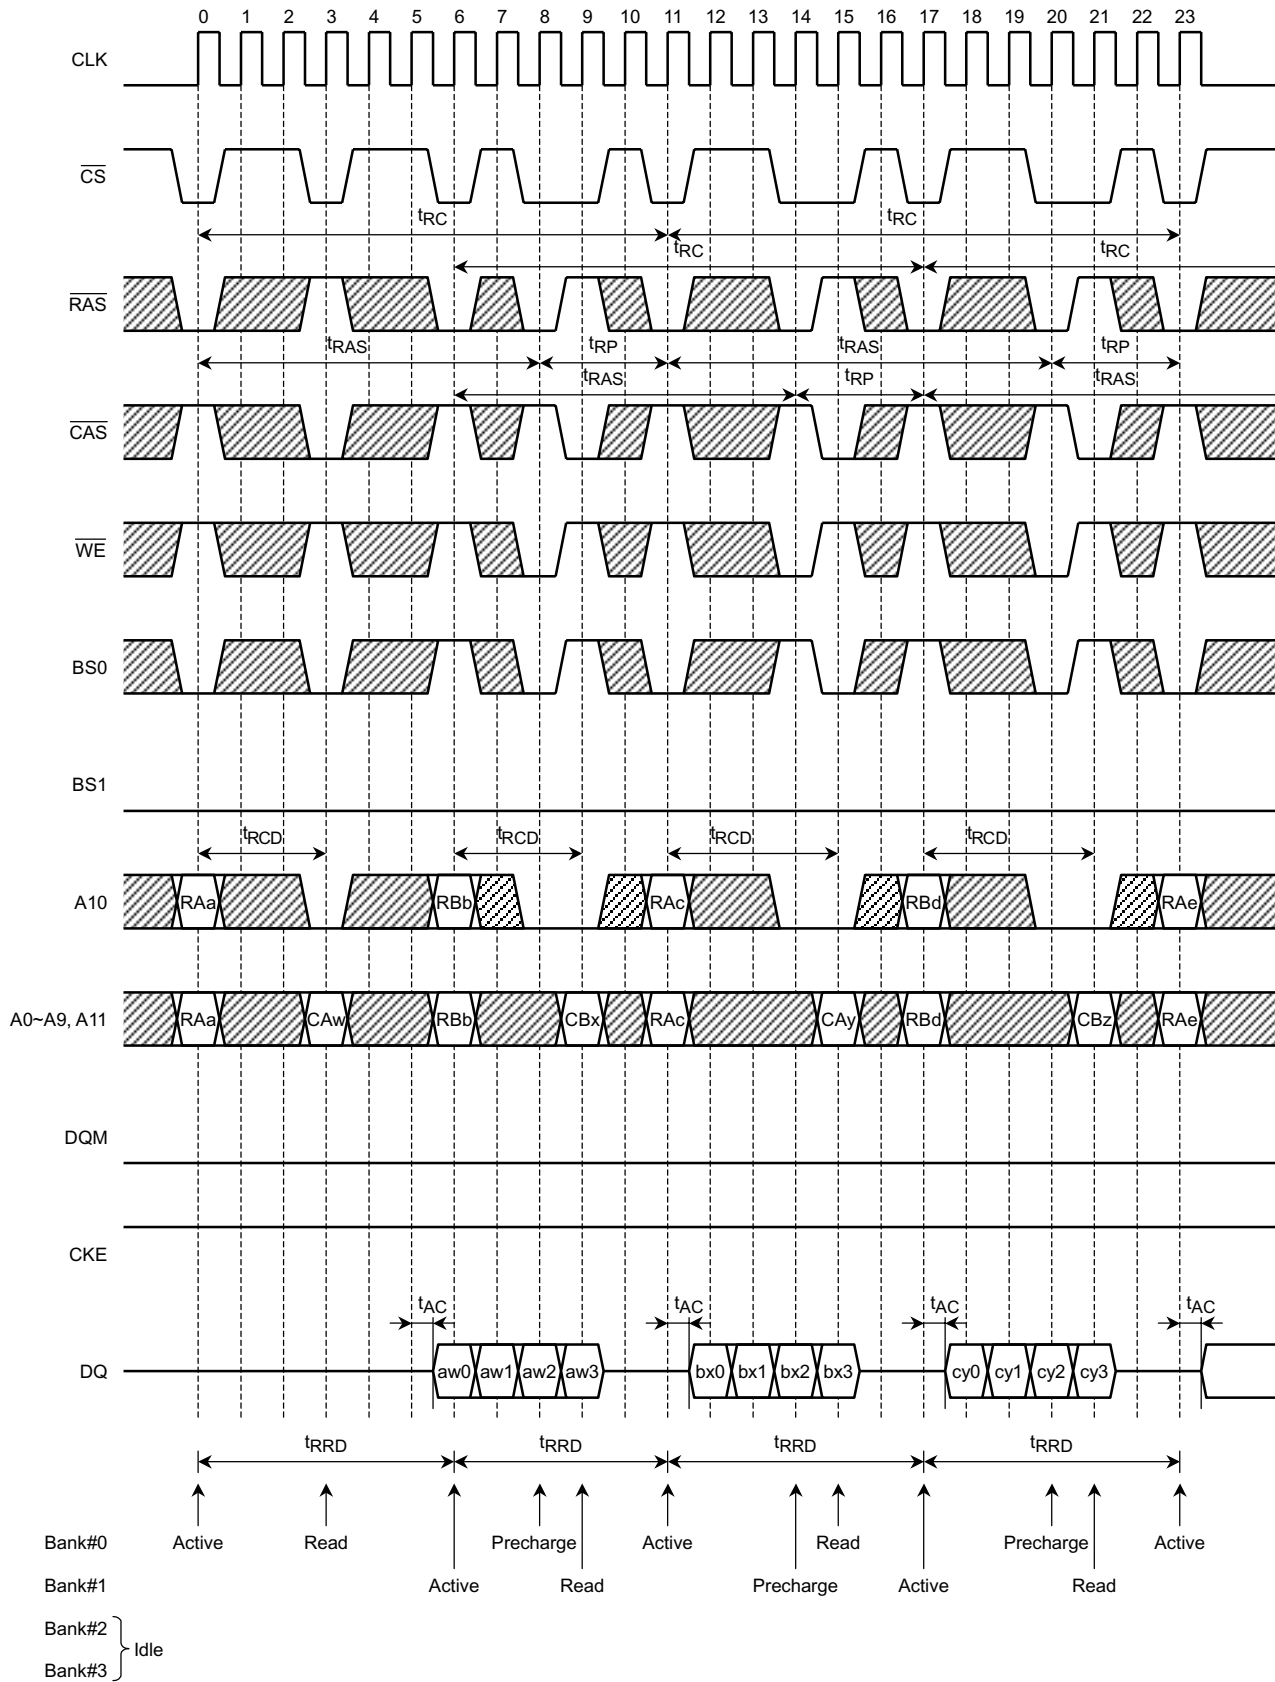 0 1 2 3 4 5 6 7 8 9 10 11 12 13 14 15 16 17 18 19 20 21 22 23
CLK
CS
tRC tRC
tRC tRC
RAS
tRAS tRP tRAS tRP
tRAS tRP tRAS
CAS
WE
BS0
BS1
tRCD tRCD tRCD tRCD
A10 RAa RBb RAc RBd RAe
A0~A9, A11 RAa CAw RBb CBx RAc CAy RBd CBz RAe
DQM
CKE
tAC tAC tAC tAC
DQ aw0 aw1 aw2 aw3 bx0 bx1 bx2 bx3 cy0 cy1 cy2 cy3
tRRD tRRD tRRD tRRD
Bank#0 Active Read Precharge Active Read Precharge Active
Bank#1 Active Read Precharge Active Read
Bank#2
Idle
Bank#3